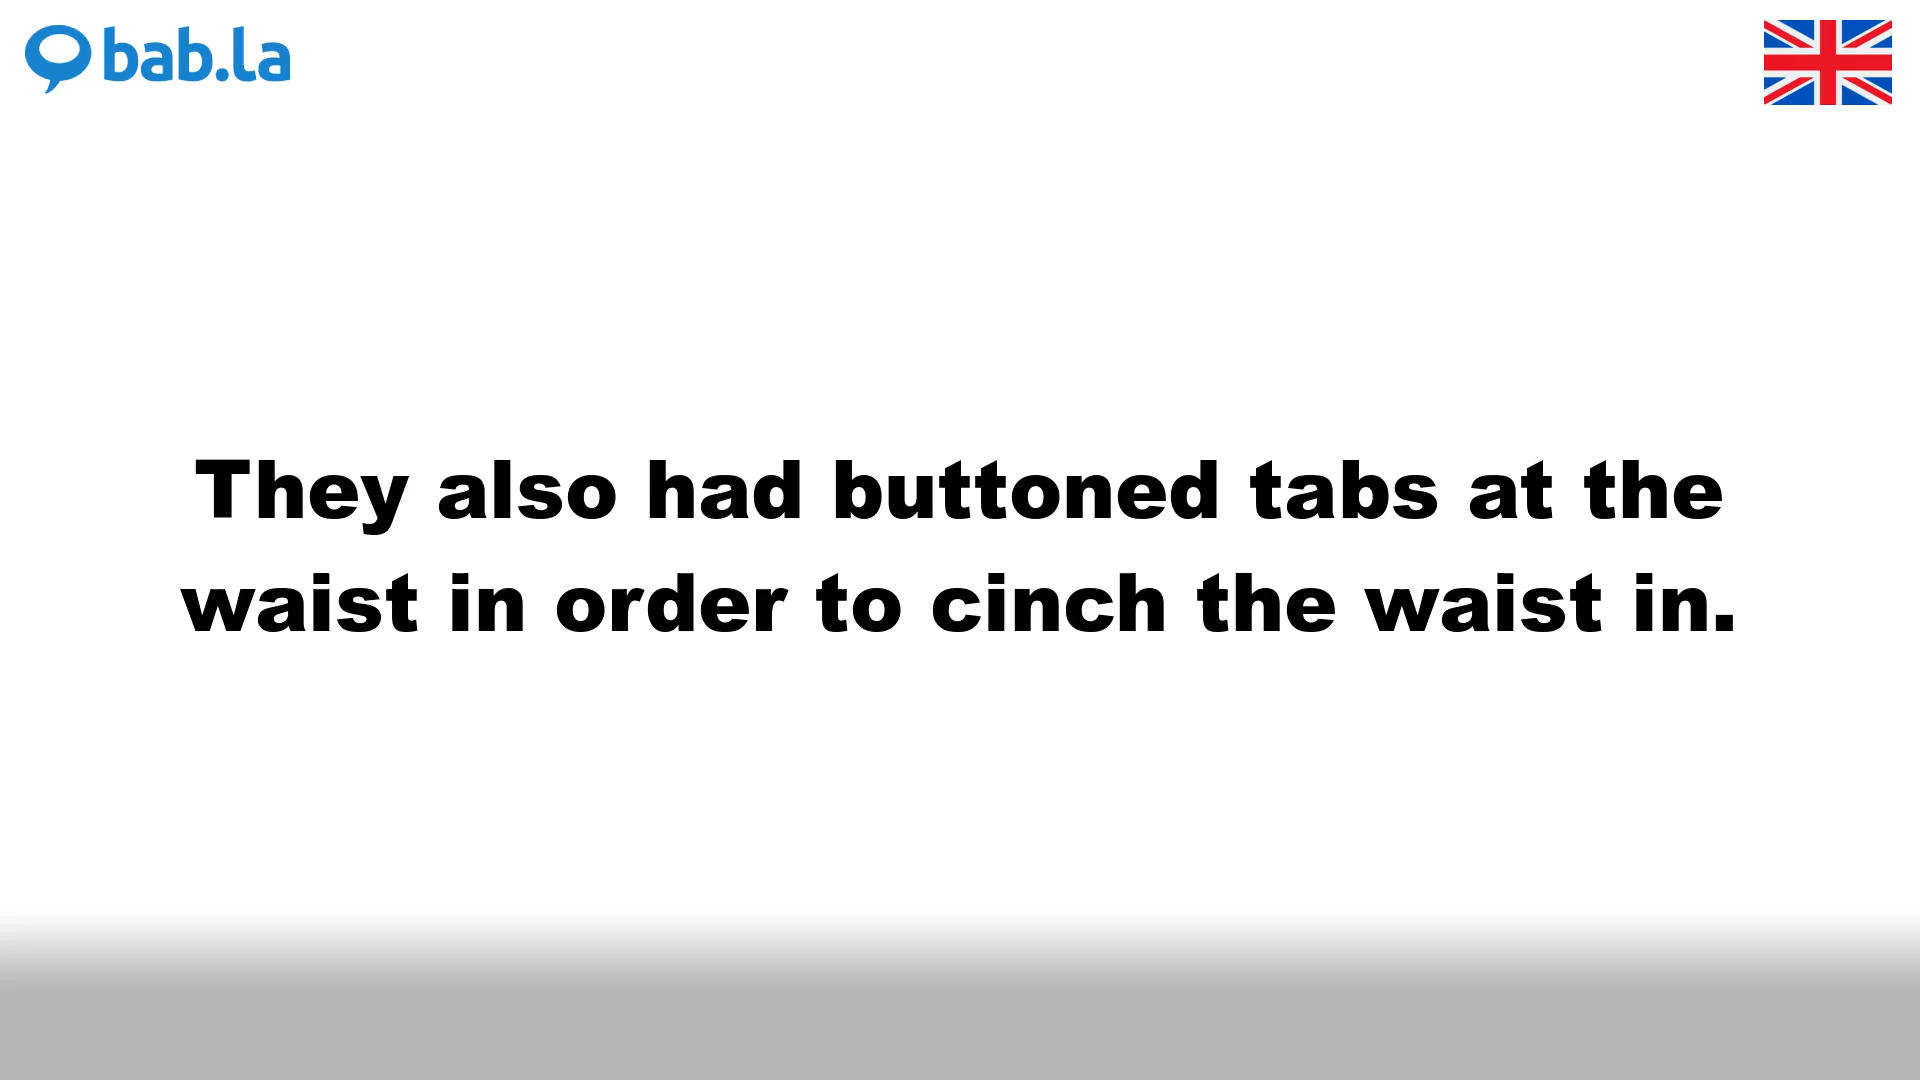 bab.la
They also had buttoned tabs at the
waist in order to cinch the waist in.